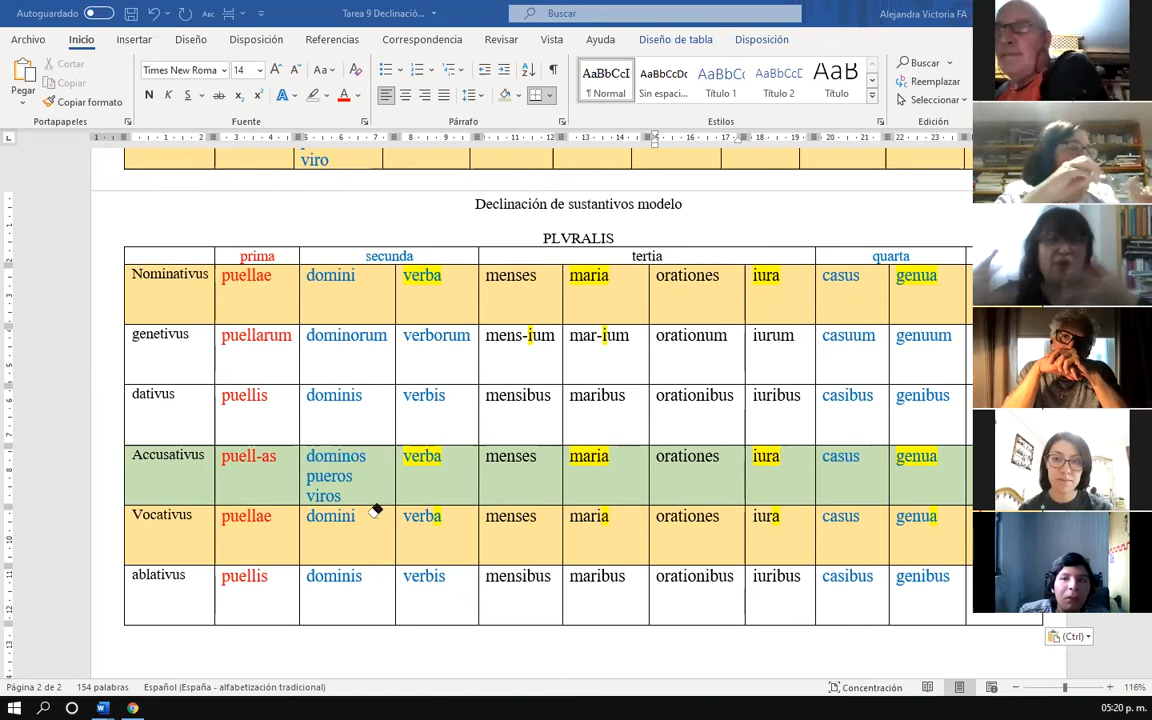 Autoguardado
Tarea 9 Declinació...
Buscar
Alejandra Victoria FA
Archivo Inicio Insertar Diseño Disposición Referencias Correspondencia Revisar Vista Ayuda Diseño de tabla Disposición
Pegar
Cortar
Copiar
Copiar formato
Times New Roma 14
N K S
AaBbCcI AaBbCcDc AaBbCcI AaBbCcD AaB
¶ Normal Sin espaci... Título 1 Título 2 Título
Buscar
Reemplazar
Seleccionar
Portapapeles Fuente Párrafo Estilos Edición
viro
Declinación de sustantivos modelo
PLVRALIS
prima secunda tertia quarta
Nominativus puellae domini verba menses maria orationes iura casus genua
genetivus puellarum dominorum verborum mens-ium mar-ium orationum iurum casuum genuum
dativus puellis dominis verbis mensibus maribus orationibus iuribus casibus genibus
Accusativus puell-as dominos verba menses maria orationes iura casus genua
pueros
viros
Vocativus puellae domini verba menses maria orationes iura casus genua
ablativus puellis dominis verbis mensibus maribus orationibus iuribus casibus genibus
(Ctrl)
Página 2 de 2 154 palabras Español (España - alfabetización tradicional) Concentración 116%
05:20 p. m.